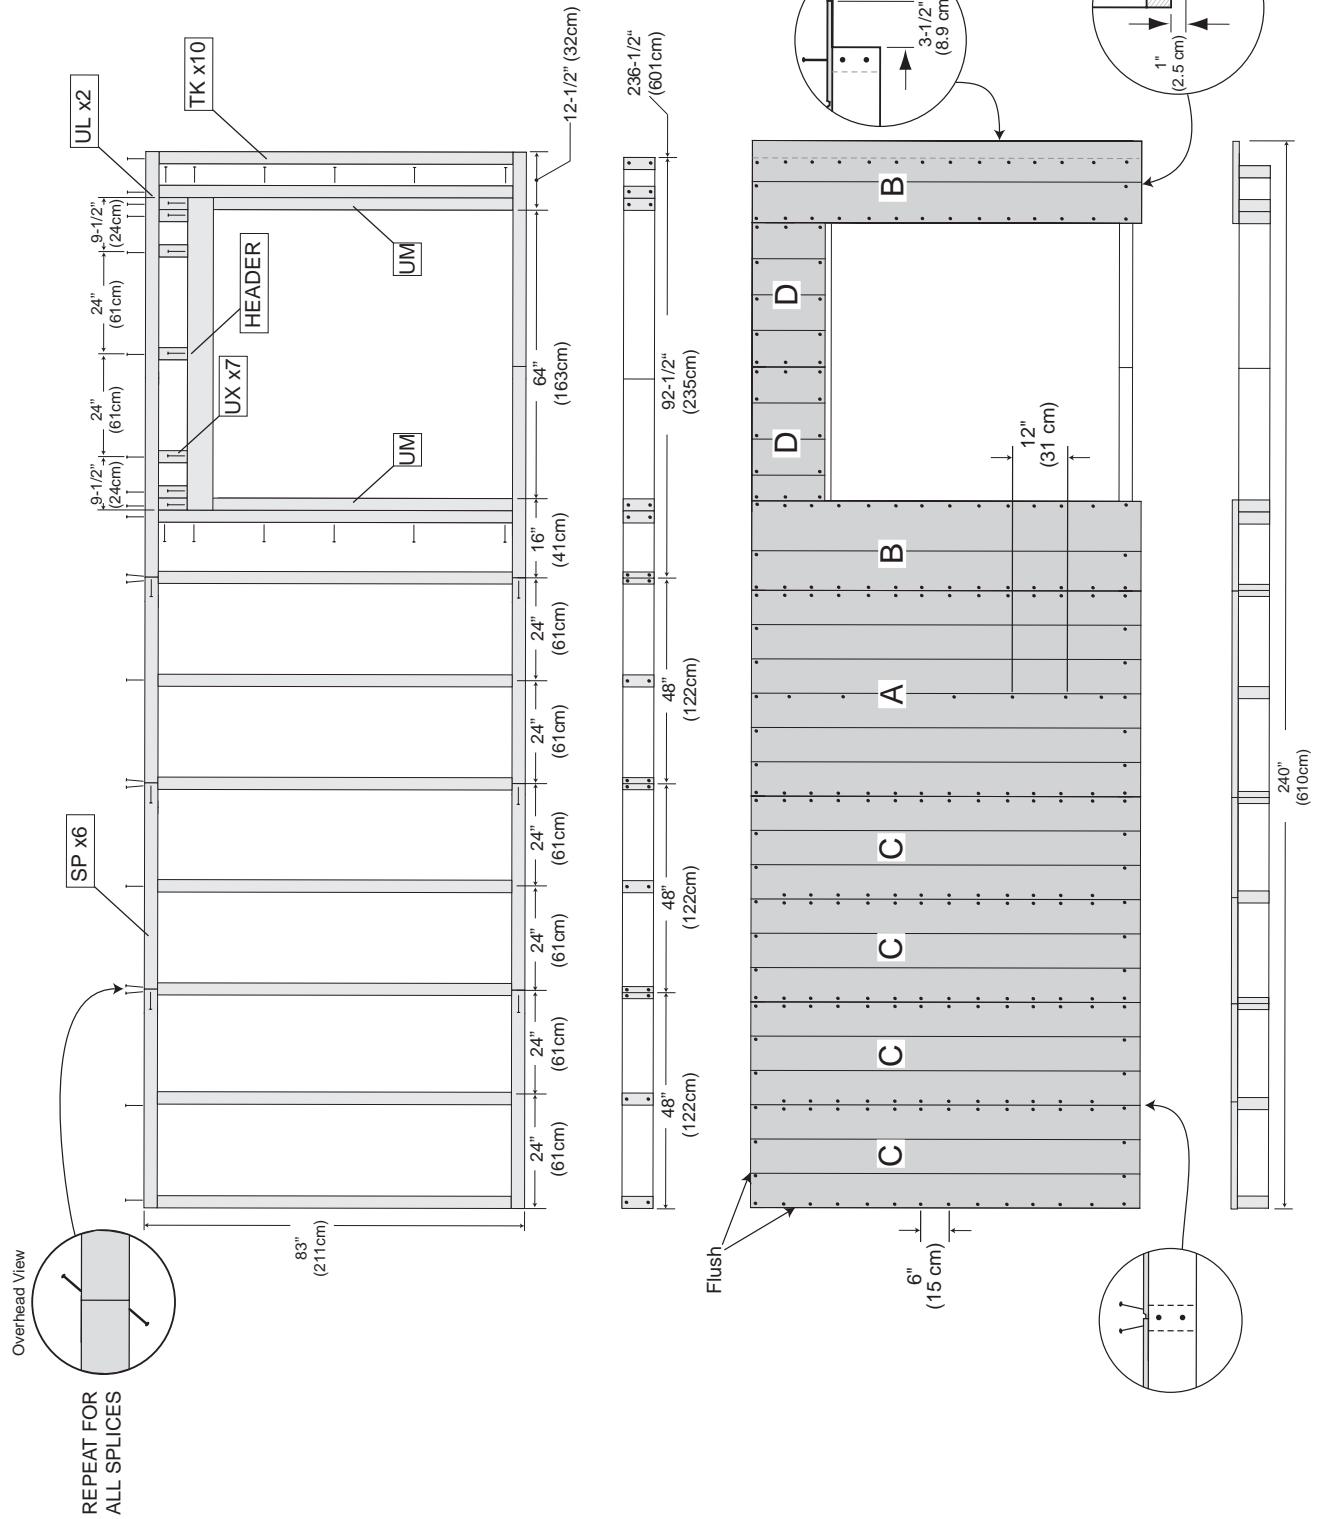 Overhead View
REPEAT FOR
ALL SPLICES
SP x6
UL x2
TK x10
9-1/2”
(24cm)
24”
(61cm)
24”
(61cm)
9-1/2”
(24cm)
HEADER
UX x7
UM
UM
83”
(211cm)
24”
(61cm)
24”
(61cm)
24”
(61cm)
24”
(61cm)
24”
(61cm)
24”
(61cm)
16”
(41cm)
64”
(163cm)
12-1/2” (32cm)
48”
(122cm)
48”
(122cm)
48”
(122cm)
92-1/2“
(235cm)
236-1/2“
(601cm)
Flush
C
C
C
C
A
B
D
D
B
6"
(15 cm)
12"
(31 cm)
3-1/2"
(8.9 cm)
1"
(2.5 cm)
240”
(610cm)